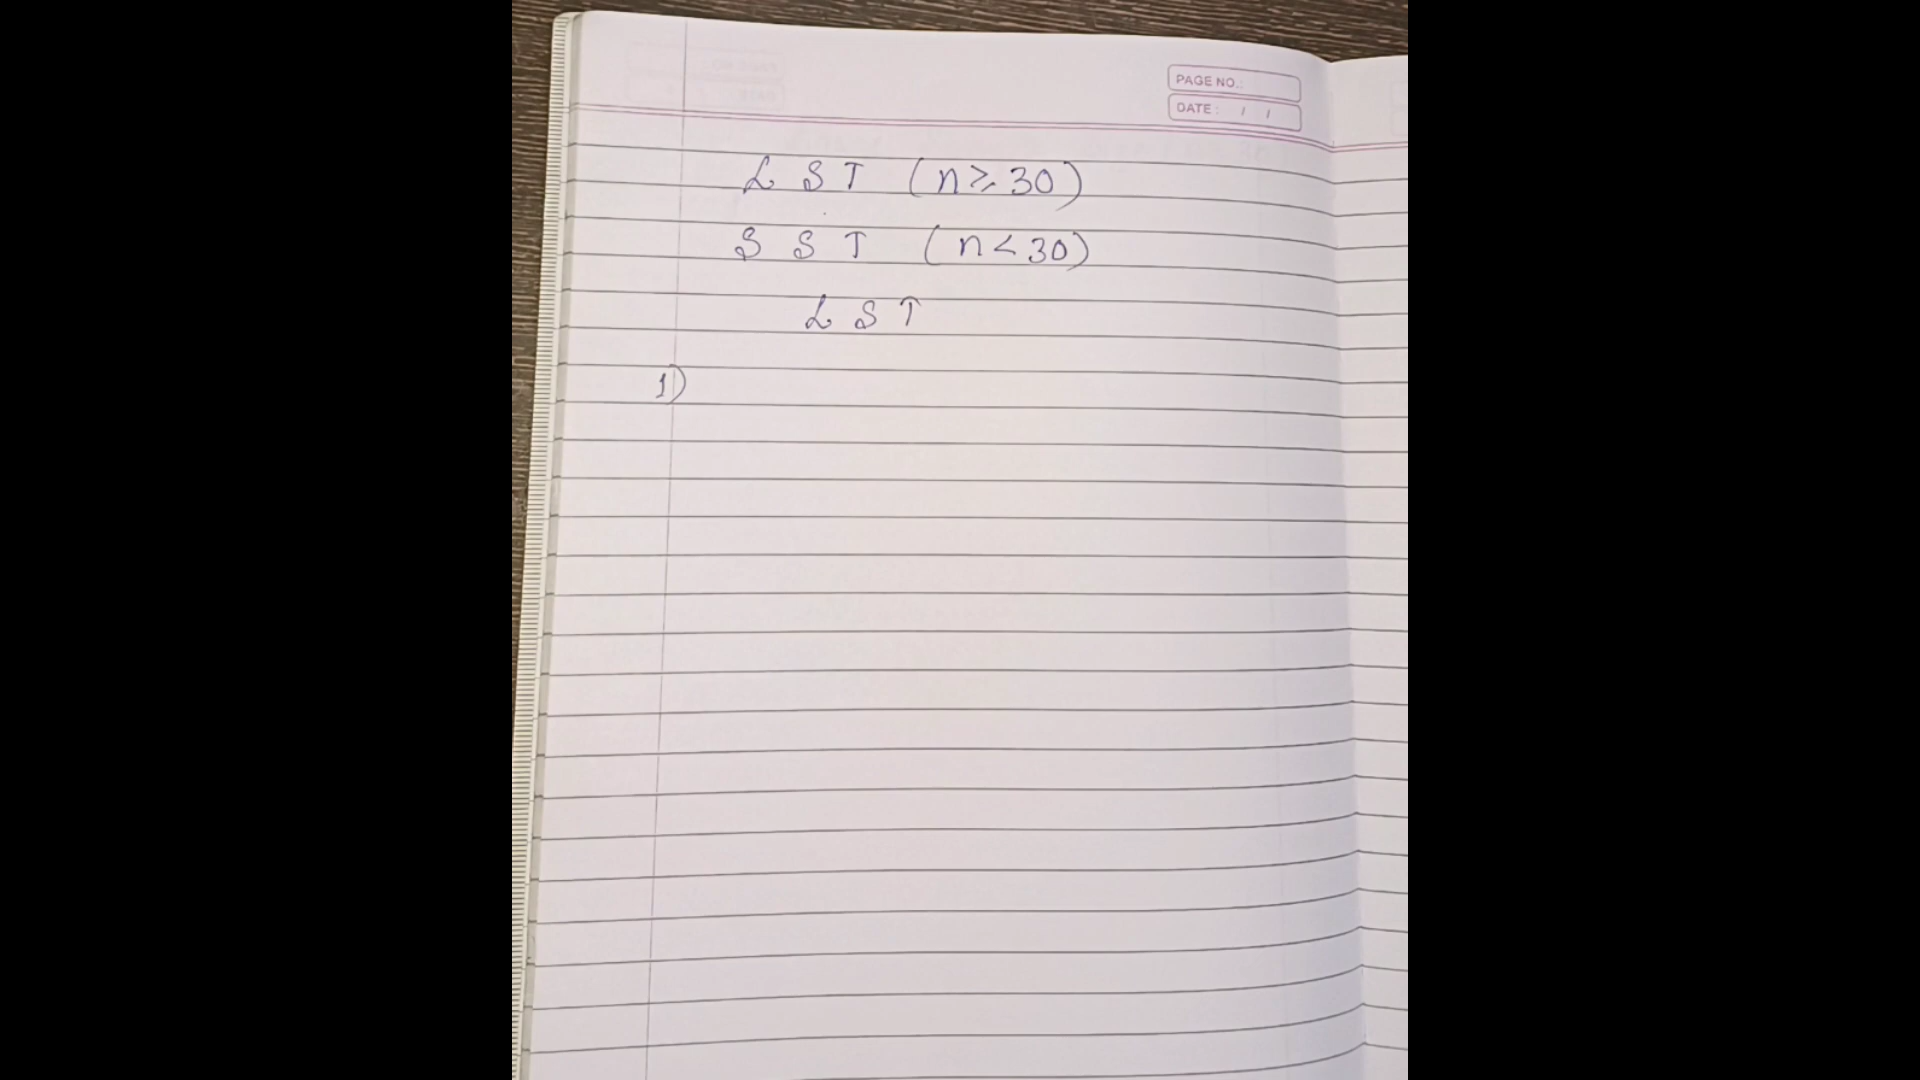 PAGE NO.:
DATE: / /
L S T (n ≥ 30)
S S T (n < 30)
L S T
1)